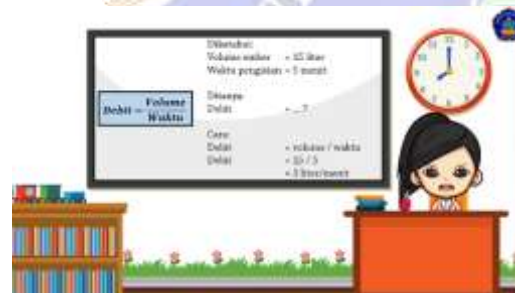 Diketahui:
Volume ember = 15 liter
Waktu pengisian = 5 menit
Ditanya:
Debit = ... ?
Debit = Volume
Waktu
Cara:
Debit = volume / waktu
Debit = 15 / 5
= 3 liter/menit